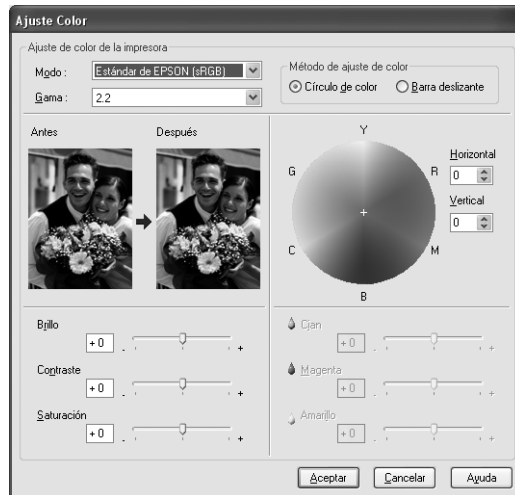 Ajuste Color
Ajuste de color de la impresora
Modo :
Estándar de EPSON (sRGB)
Gama :
2.2
Método de ajuste de color
Círculo de color
Barra deslizante
Antes
Después
Y
G
R
C
M
B
Horizontal
0
Vertical
0
Brillo
+ 0
- +
Contraste
+ 0
- +
Saturación
+ 0
- +
Cian
+ 0
- +
Magenta
+ 0
- +
Amarillo
+ 0
- +
Aceptar
Cancelar
Ayuda